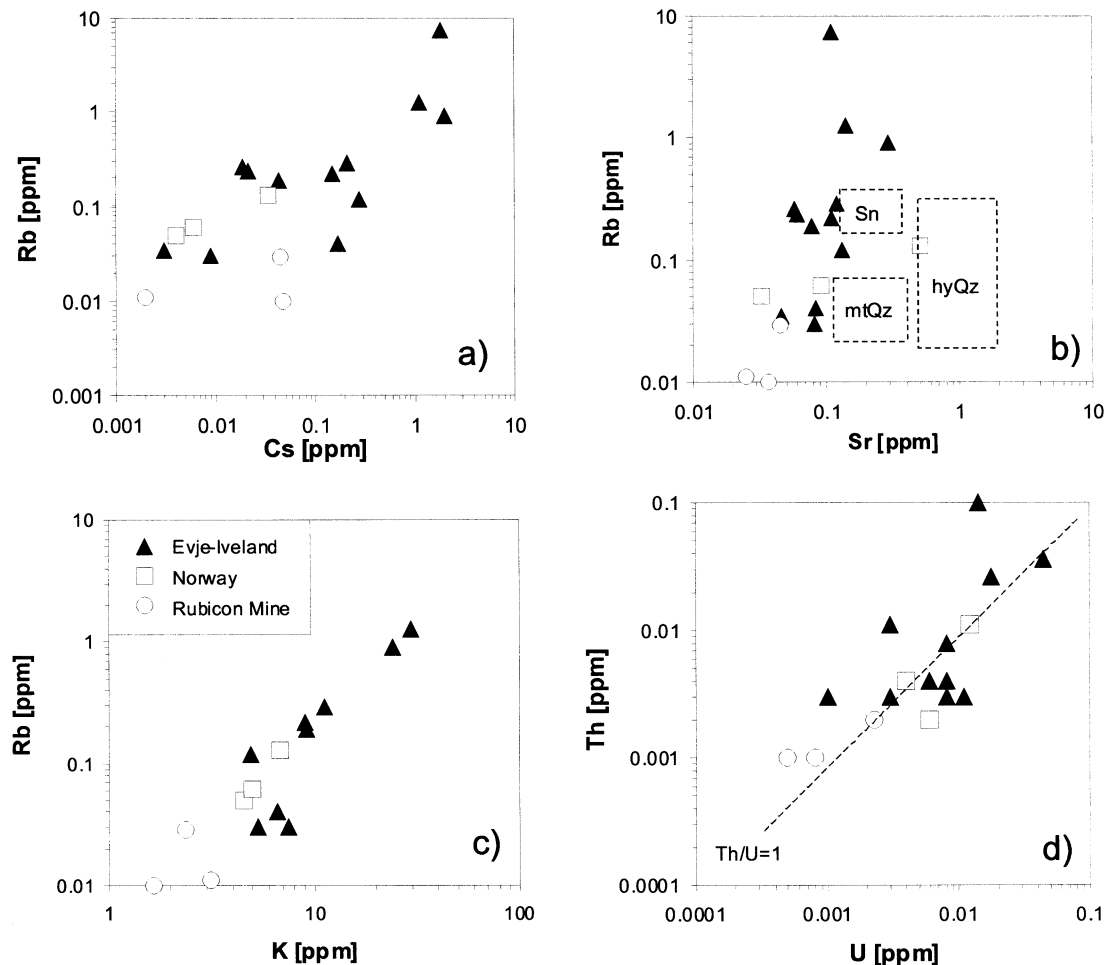 10
1
0.1
0.01
0.001
Rb [ppm]
0.001 0.01 0.1 1 10
Cs [ppm]
a)
10
1
0.1
0.01
Rb [ppm]
Sn
mtQz
hyQz
b)
0.01 0.1 1 10
Sr [ppm]
10
1
0.1
0.01
Rb [ppm]
Evje-Iveland
Norway
Rubicon Mine
c)
1 10 100
K [ppm]
0.1
0.01
0.001
0.0001
Th [ppm]
Th/U=1
d)
0.0001 0.001 0.01 0.1
U [ppm]